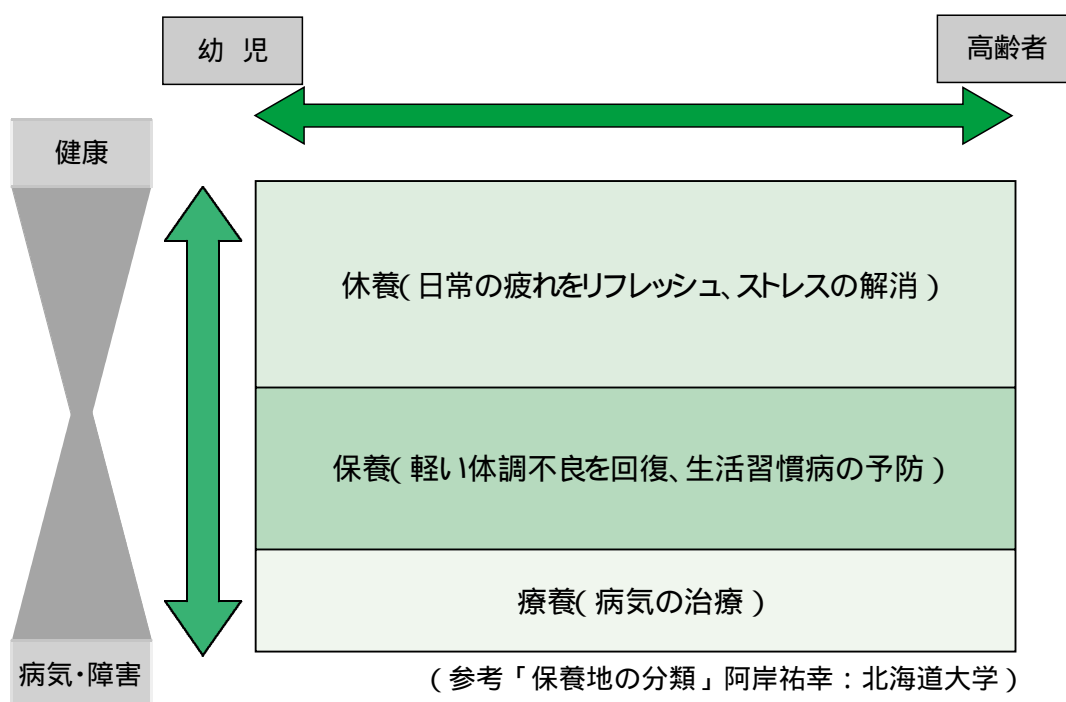 幼 児
高齢者
健康
休養(日常の疲れをリフレッシュ、ストレスの解消)
保養(軽い体調不良を回復、生活習慣病の予防)
療養(病気の治療)
病気・障害
(参考「保養地の分類」阿岸祐幸:北海道大学)